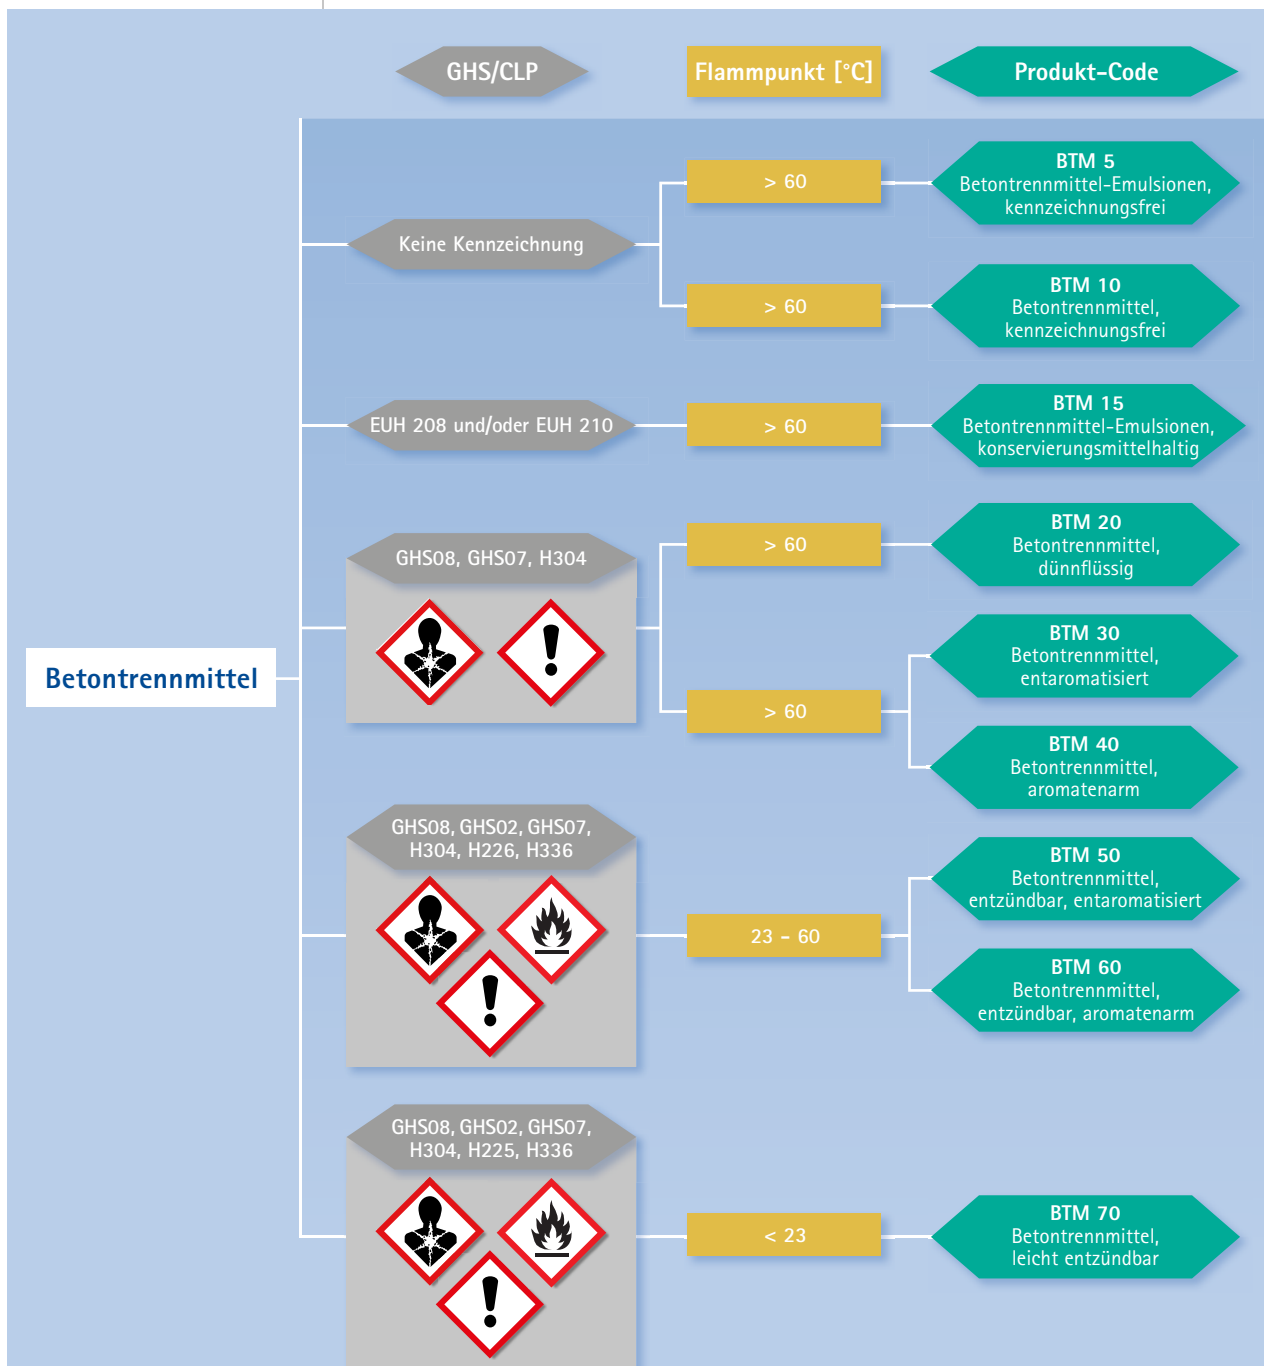 GHS/CLP
Flammpunkt [°C]
Produkt-Code
Betontrennmittel
Keine Kennzeichnung
> 60
BTM 5
Betontrennmittel-Emulsionen,
kennzeichnungsfrei
> 60
BTM 10
Betontrennmittel,
kennzeichnungsfrei
EUH 208 und/oder EUH 210
> 60
BTM 15
Betontrennmittel-Emulsionen,
konservierungsmittelhaltig
GHS08, GHS07, H304
> 60
BTM 20
Betontrennmittel,
dünnflüssig
> 60
BTM 30
Betontrennmittel,
entaromatisiert
BTM 40
Betontrennmittel,
aromatenarm
GHS08, GHS02, GHS07,
H304, H226, H336
23 - 60
BTM 50
Betontrennmittel,
entzündbar, entaromatisiert
BTM 60
Betontrennmittel,
entzündbar, aromatenarm
GHS08, GHS02, GHS07,
H304, H225, H336
< 23
BTM 70
Betontrennmittel,
leicht entzündbar